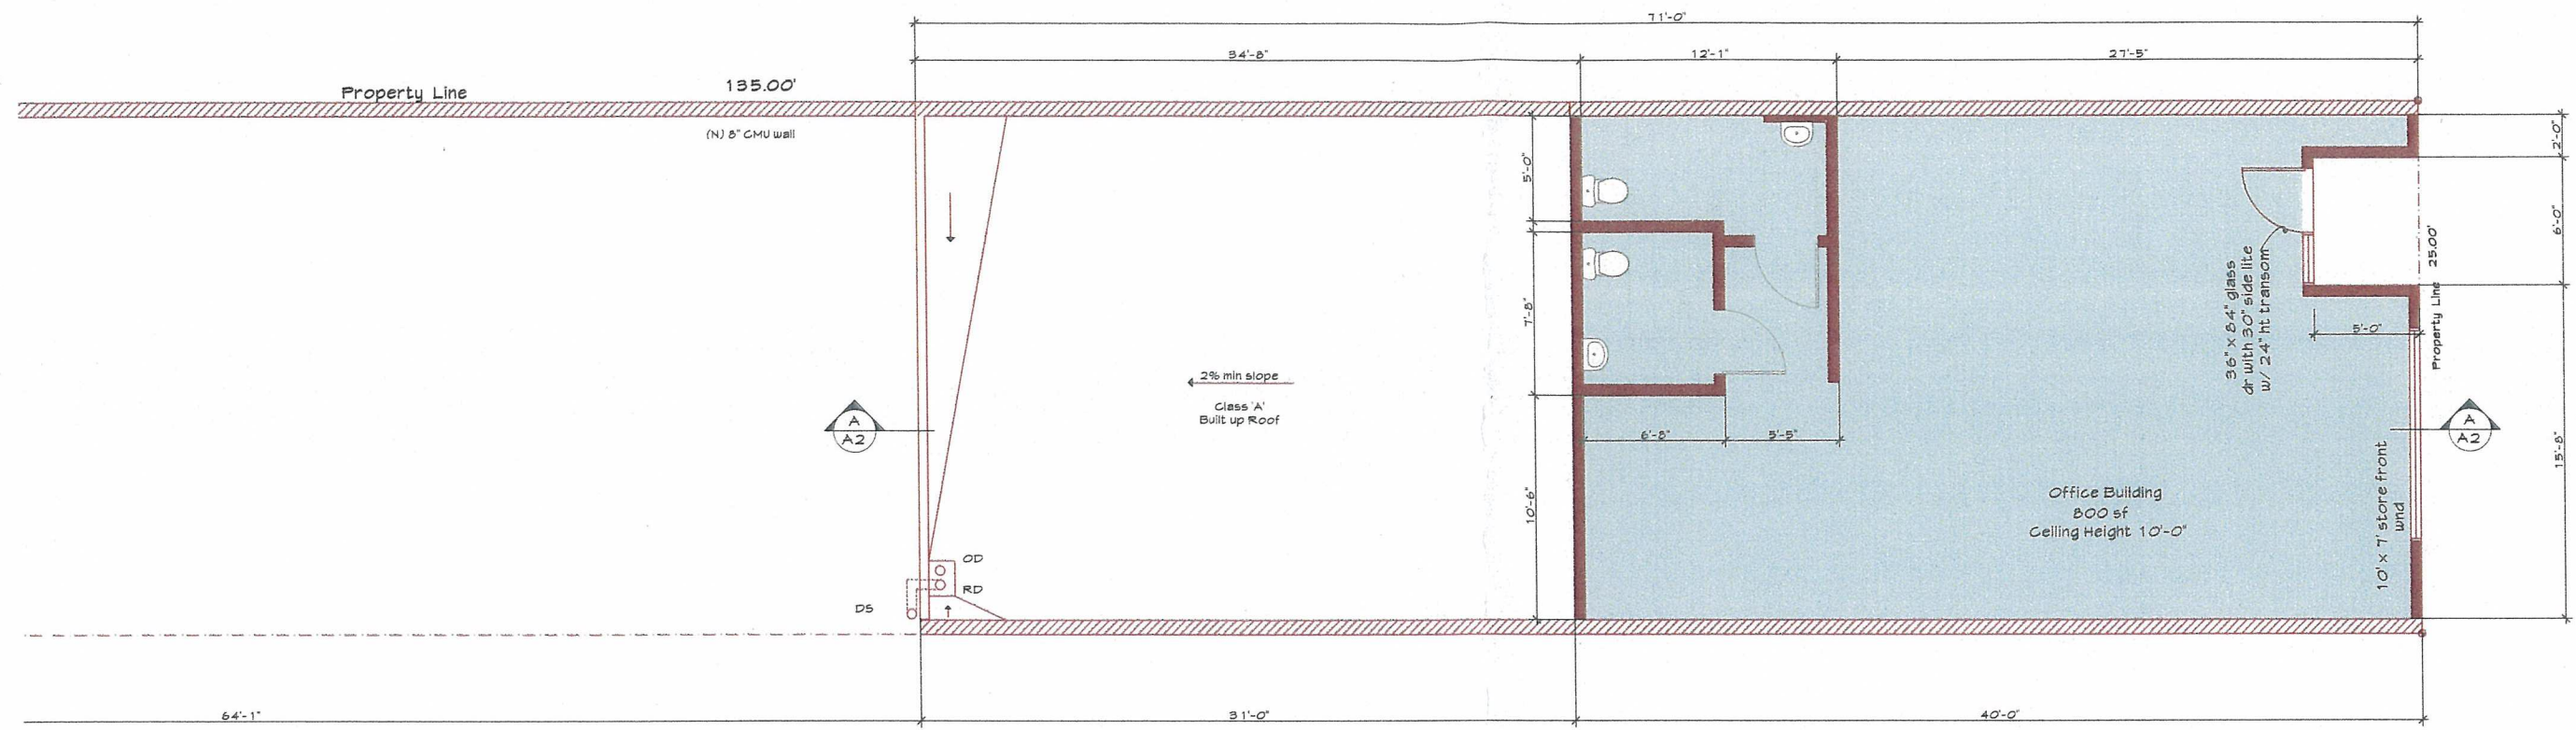 71'-0"
34'-8"
12'-1"
27'-5"
Property Line
135.00'
(N) 8" CMU wall
2'-0"
5'-0"
6'-0"
Property Line 25.00'
36" x 84" glass
dr with 30" side lite
w/ 24" ht transom
7'-8"
5'-0"
2% min slope
Class 'A'
Built up Roof
A
A2
A
A2
6'-8"
5'-5"
15'-8"
10'-6"
Office Building
800 sf
Ceiling Height 10'-0"
10' x 7' store front
wnd
OD
RD
DS
64'-1"
31'-0"
40'-0"